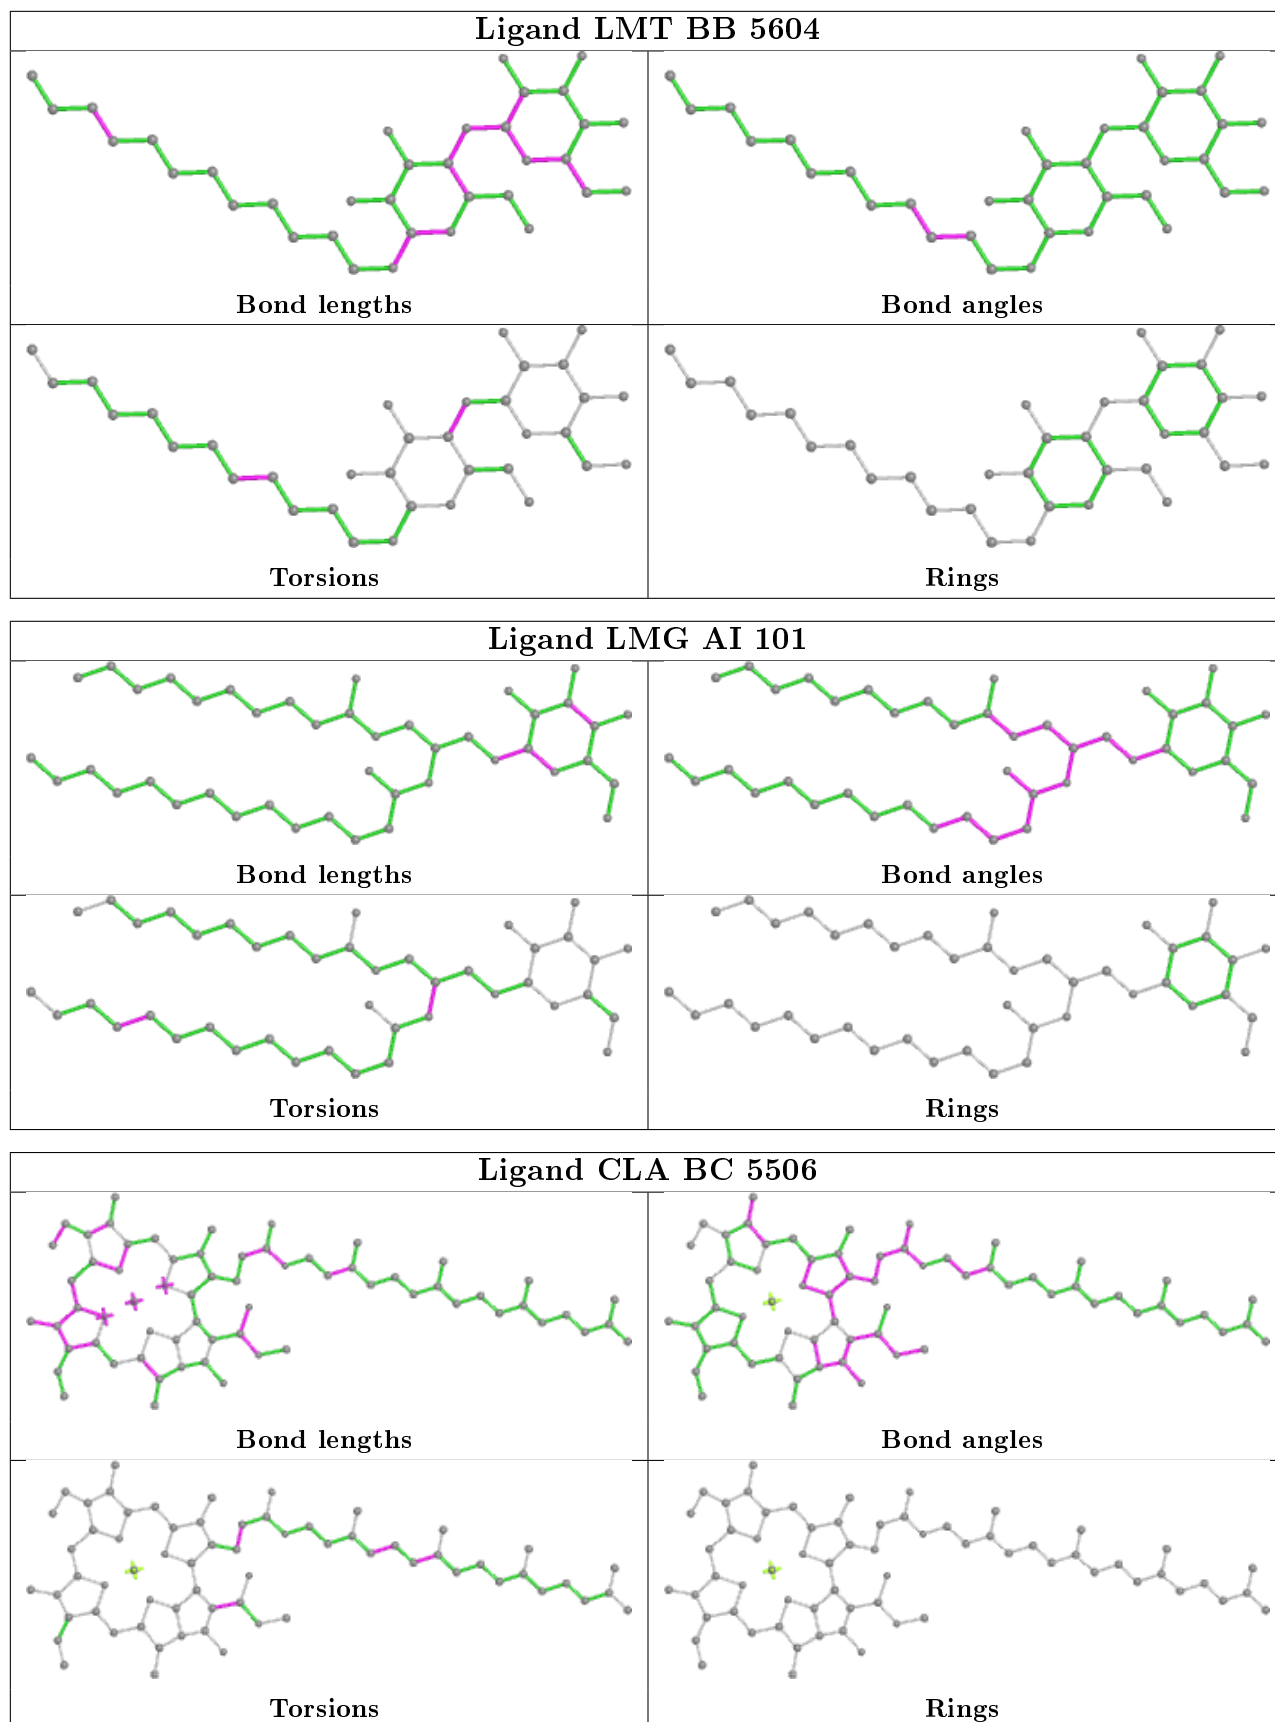 Ligand LMT BB 5604
Bond lengths
Bond angles
Torsions
Rings
Ligand LMG AI 101
Bond lengths
Bond angles
Torsions
Rings
Ligand CLA BC 5506
Bond lengths
Bond angles
Torsions
Rings